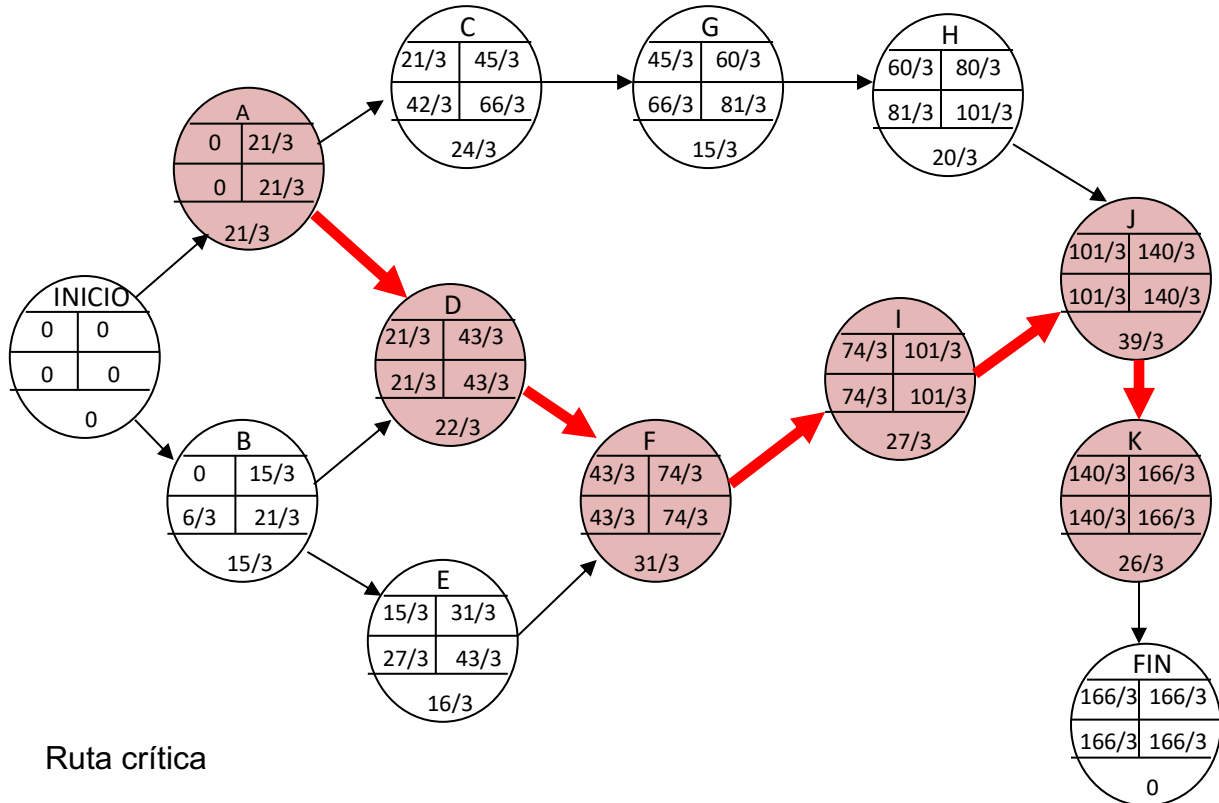 C
21/3 45/3
42/3 66/3
24/3
G
45/3 60/3
66/3 81/3
15/3
H
60/3 80/3
81/3 101/3
20/3
A
0 21/3
0 21/3
21/3
J
101/3 140/3
101/3 140/3
39/3
INICIO
0 0
0 0
0
D
21/3 43/3
21/3 43/3
22/3
I
74/3 101/3
74/3 101/3
27/3
B
0 15/3
6/3 21/3
15/3
F
43/3 74/3
43/3 74/3
31/3
K
140/3 166/3
140/3 166/3
26/3
E
15/3 31/3
27/3 43/3
16/3
FIN
166/3 166/3
166/3 166/3
0
Ruta crítica